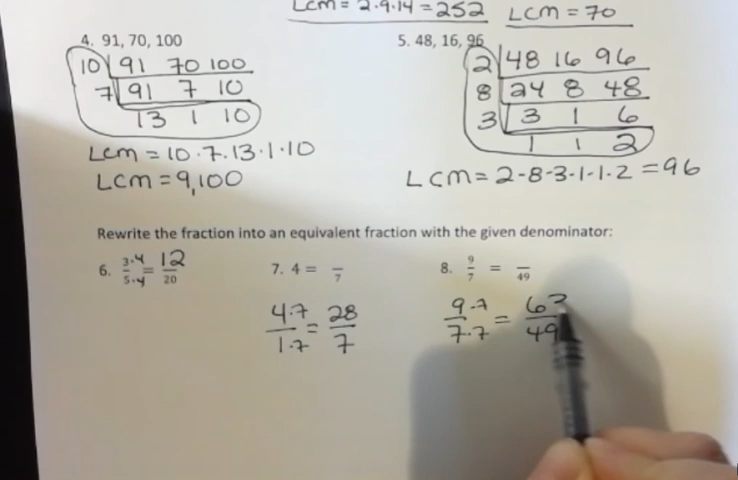 LCM = 2·9·14 = 252
LCM = 70
4. 91, 70, 100
10 91 70 100
7 91 7 10
13 1 10
LCM = 10·7·13·1·10
LCM = 9,100
5. 48, 16, 96
2 48 16 96
8 24 8 48
3 3 1 6
1 1 2
LCM = 2-8-3-1-1-2 = 96
Rewrite the fraction into an equivalent fraction with the given denominator:
6. 3·4/5·4 = 12/20
7. 4 = _/7
4·7/1·7 = 28/7
8. 9/7 = _/49
9·7/7·7 = 63/49